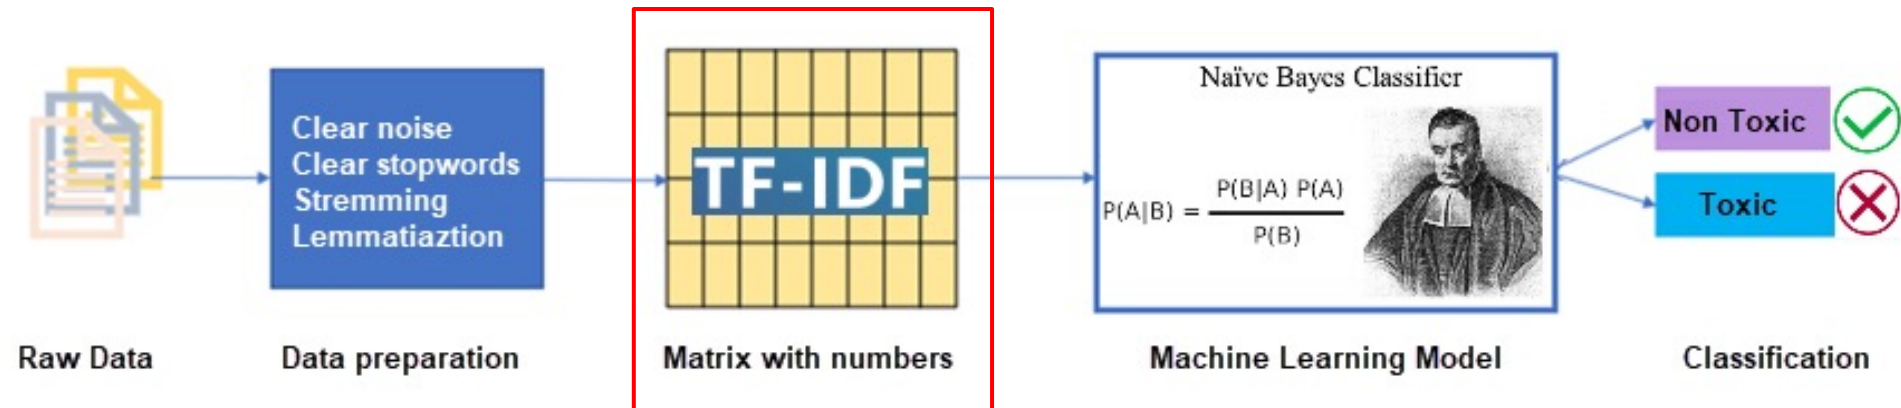 Clear noise
Clear stopwords
Stremming
Lemmatiaztion
TF-IDF
Naïve Bayes Classifier
P(A|B) = P(B|A) P(A)
P(B)
Non Toxic
Toxic
Raw Data
Data preparation
Matrix with numbers
Machine Learning Model
Classification